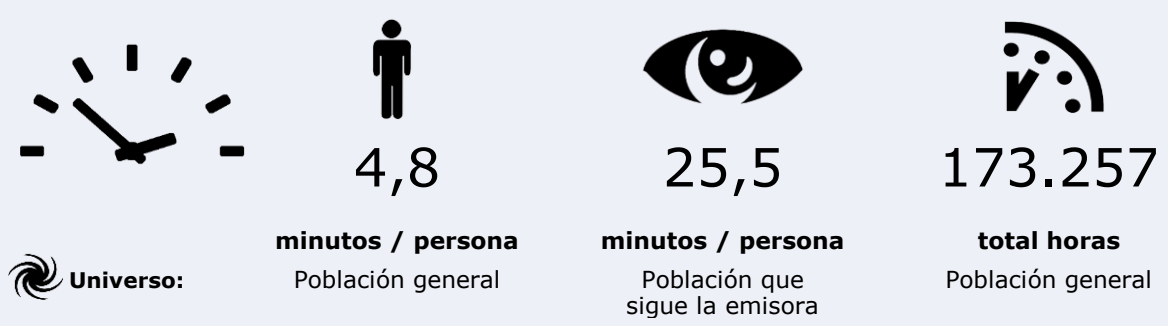 4,8
25,5
173.257
minutos / persona
minutos / persona
total horas
Universo:
Población general
Población que
sigue la emisora
Población general